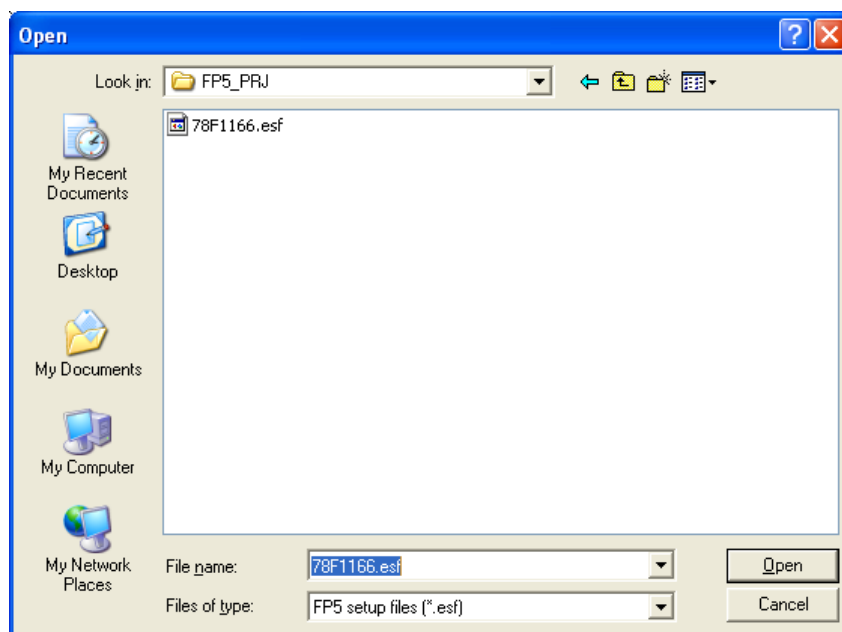 Open
Look in: FP5_PRJ
78F1166.esf
My Recent
Documents
Desktop
My Documents
My Computer
My Network
Places
File name: 78F1166.esf Open
Files of type: FP5 setup files (*.esf) Cancel